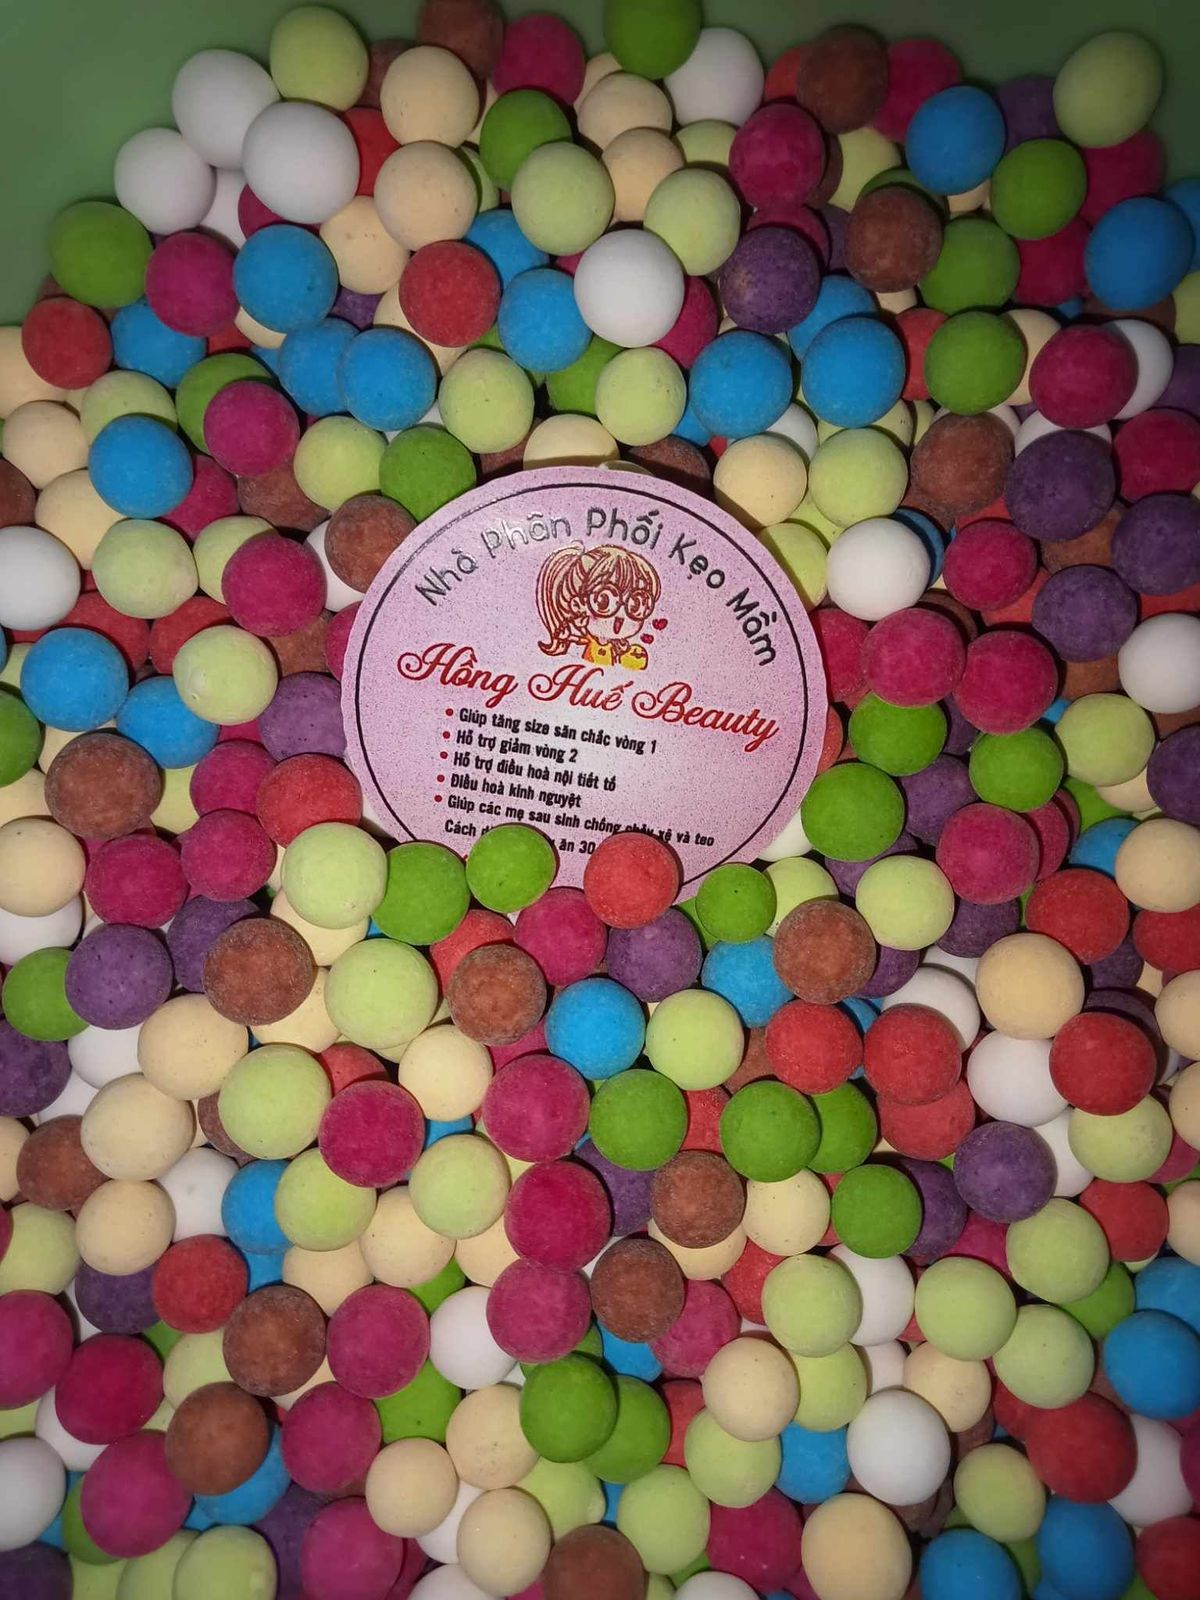 Nhà Phân Phối Kẹo Mầm
Hồng Huế Beauty
• Giúp tăng size săn chắc vòng 1
• Hỗ trợ giảm vòng 2
• Hỗ trợ điều hoà nội tiết tố
• Điều hoà kinh nguyệt
• Giúp các mẹ sau sinh chống chảy xệ và teo
Cách ăn 30